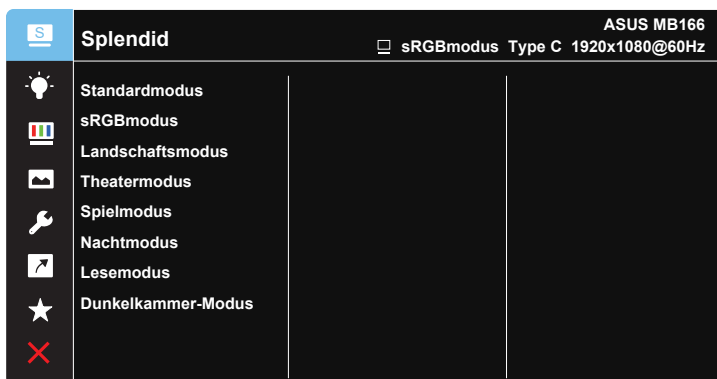 S
Splendid
ASUS MB166
sRGBmodus Type C 1920x1080@60Hz
Standardmodus
sRGBmodus
Landschaftsmodus
Theatermodus
Spielmodus
Nachtmodus
Lesemodus
Dunkelkammer-Modus